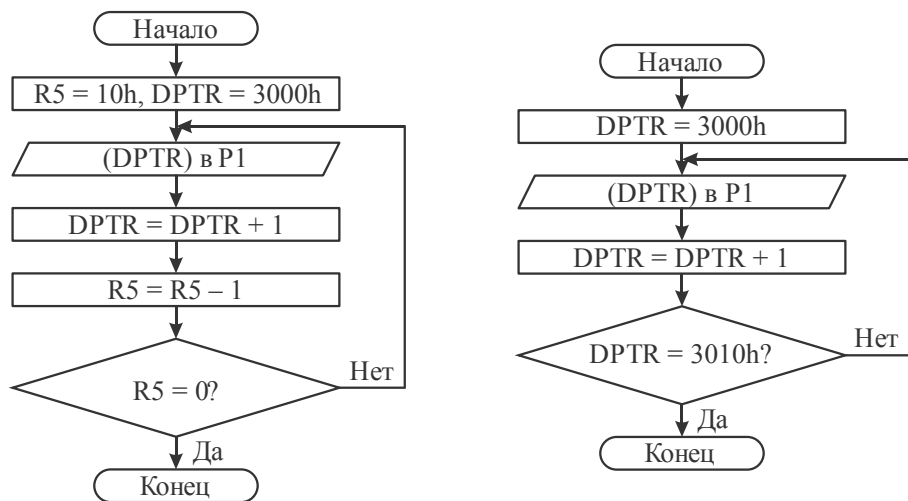 Начало
R5 = 10h, DPTR = 3000h
(DPTR) в P1
DPTR = DPTR + 1
R5 = R5 – 1
R5 = 0?
Нет
Да
Конец
Начало
DPTR = 3000h
(DPTR) в P1
DPTR = DPTR + 1
DPTR = 3010h?
Нет
Да
Конец